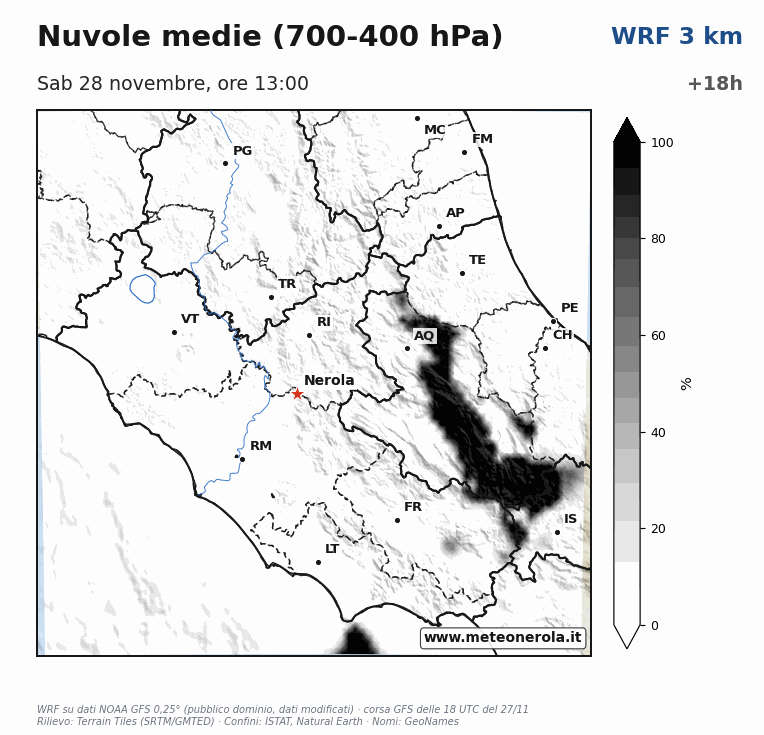 Nuvole medie (700-400 hPa)
WRF 3 km
Sab 28 novembre, ore 13:00
+18h
MC
FM
PG
AP
TE
TR
PE
VT
RI
AQ
CH
Nerola
RM
FR
IS
LT
www.meteonerola.it
100
80
60
40
20
0
%
WRF su dati NOAA GFS 0,25° (pubblico dominio, dati modificati) · corsa GFS delle 18 UTC del 27/11
Rilievo: Terrain Tiles (SRTM/GMTED) · Confini: ISTAT, Natural Earth · Nomi: GeoNames